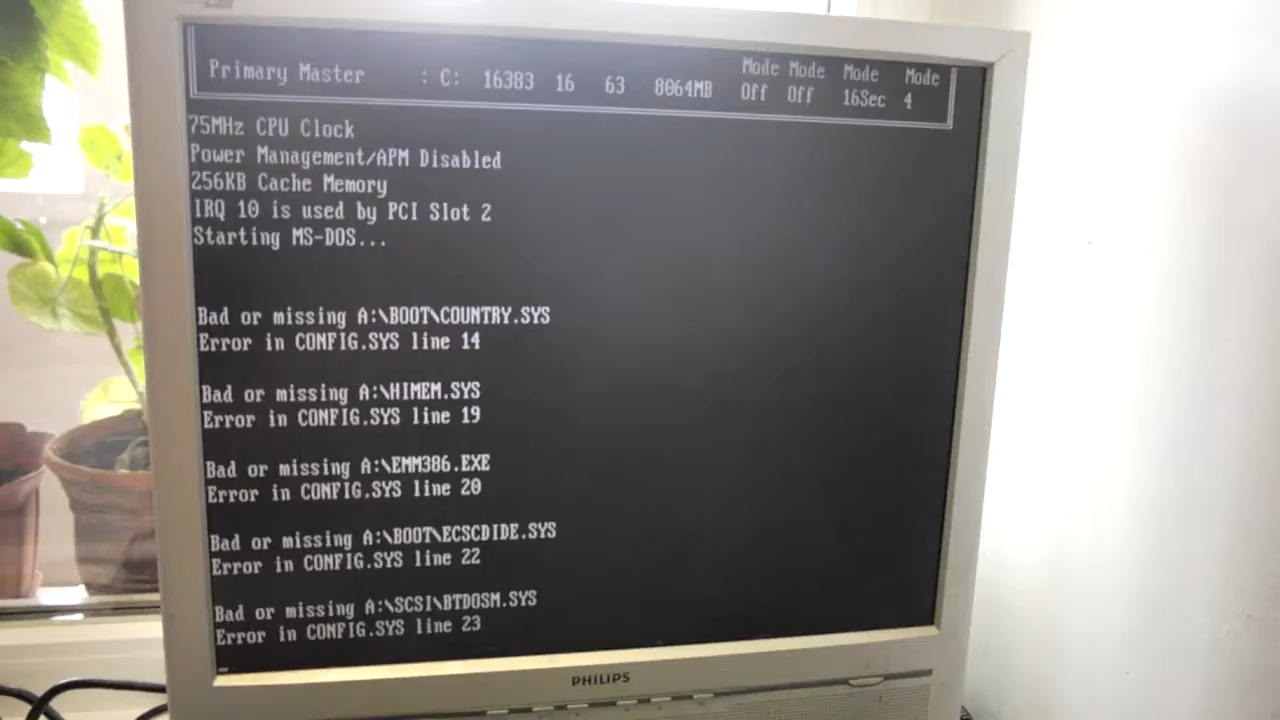 Mode Mode Mode Mode
Primary Master : C: 16383 16 63 8064MB Off Off 16Sec 4
75MHz CPU Clock
Power Management/APM Disabled
256KB Cache Memory
IRQ 10 is used by PCI Slot 2
Starting MS-DOS...
Bad or missing A:\BOOT\COUNTRY.SYS
Error in CONFIG.SYS line 14
Bad or missing A:\HIMEM.SYS
Error in CONFIG.SYS line 19
Bad or missing A:\EMM386.EXE
Error in CONFIG.SYS line 20
Bad or missing A:\BOOT\ECSCDIDE.SYS
Error in CONFIG.SYS line 22
Bad or missing A:\SCSI\BTDOSM.SYS
Error in CONFIG.SYS line 23
PHILIPS